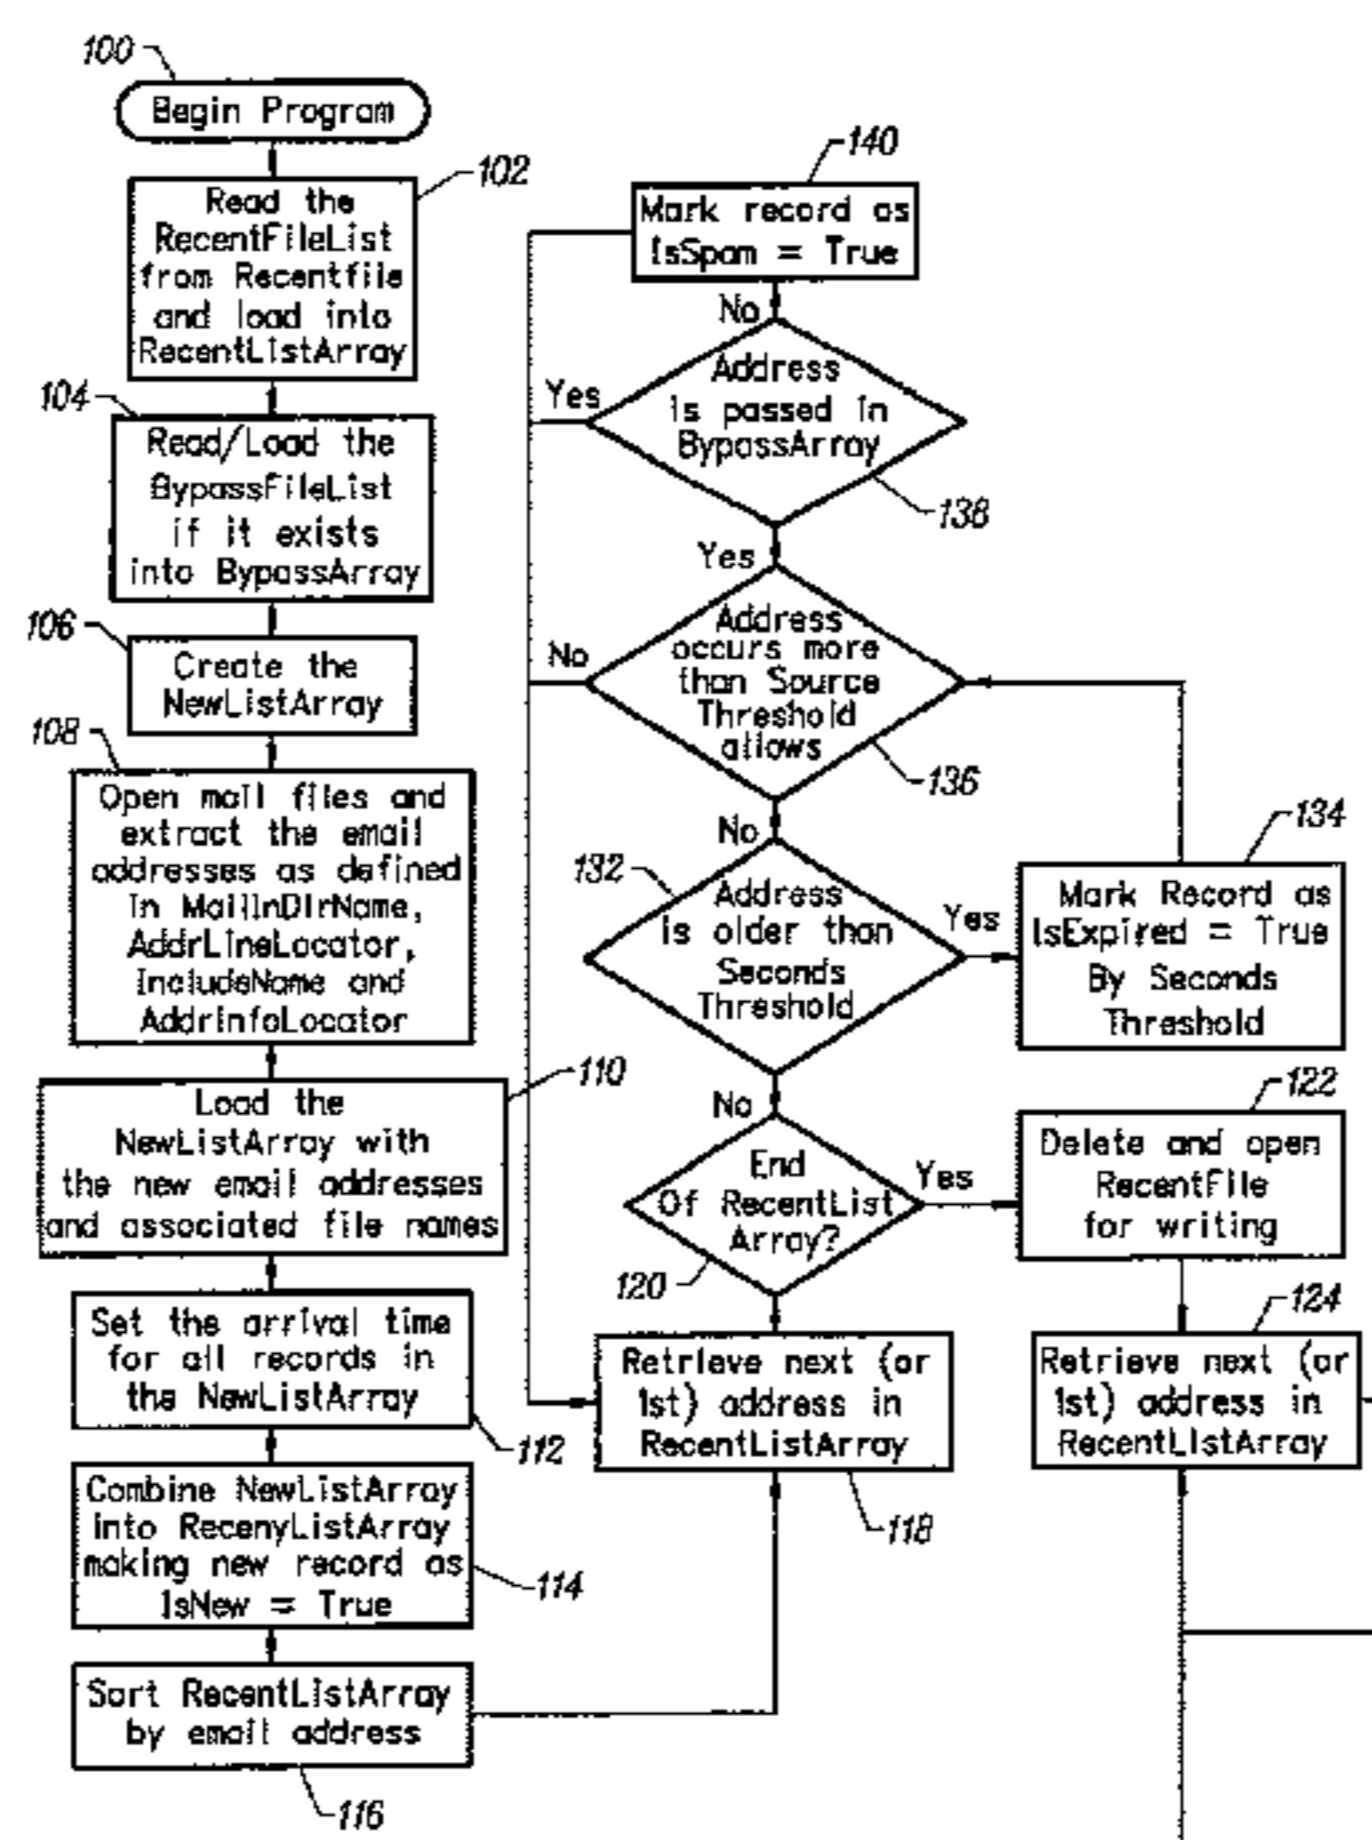 100
Begin Program
102
Read the
RecentFileList
from Recentfile
and load into
RecentListArray
104
Read/Load the
BypassFileList
if it exists
into BypassArray
106
Create the
NewListArray
108
Open mail files and
extract the email
addresses as defined
in MailInDirName,
AddrLineLocator,
IncludeName and
AddrInfoLocator
110
Load the
NewListArray with
the new email addresses
and associated file names
Set the arrival time
for all records in
the NewListArray
112
Combine NewListArray
into RecenyListArray
making new record as
IsNew = True
114
Sort RecentListArray
by email address
116
140
Mark record as
IsSpam = True
No
Address
is passed in
BypassArray
Yes
138
Yes
Address
occurs more
than Source
Threshold
allows
No
136
No
132
Address
is older than
Seconds
Threshold
Yes
134
Mark Record as
IsExpired = True
By Seconds
Threshold
No
End
Of RecentList
Array?
Yes
120
122
Delete and open
RecentFile
for writing
Retrieve next (or
1st) address in
RecentListArray
118
124
Retrieve next (or
1st) address in
RecentListArray